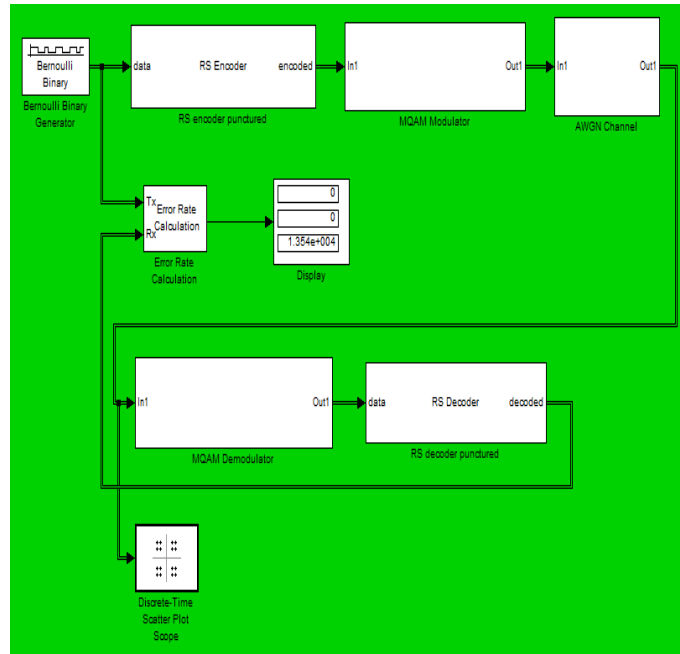 Bernoulli
Binary
Bernoulli Binary
Generator
data RS Encoder encoded
RS encoder punctured
In1 Out1
MQAM Modulator
In1 Out1
AWGN Channel
Tx
Rx
Error Rate
Calculation
Error Rate
Calculation
0
0
1.354e+004
Display
In1 Out1
MQAM Demodulator
data RS Decoder decoded
RS decoder punctured
Discrete-Time
Scatter Plot
Scope